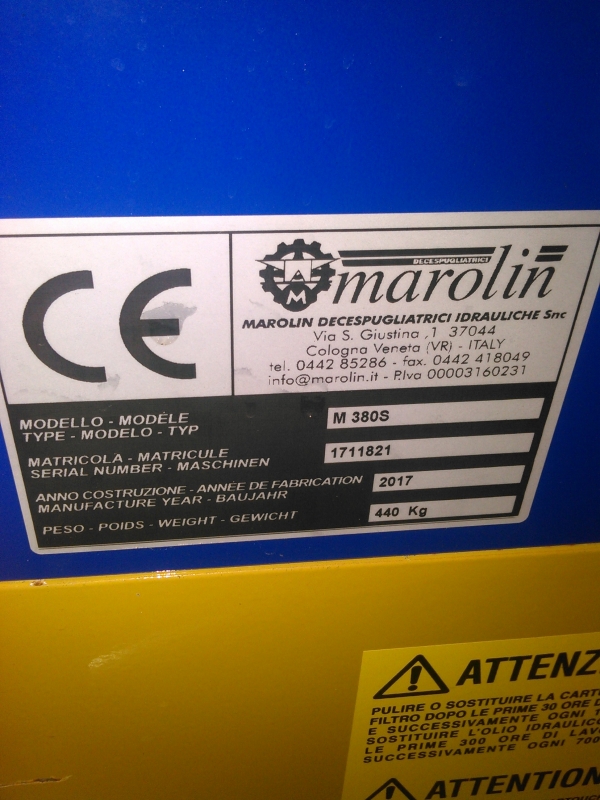 CE
DECESPUGLIATRICI
marolin
M
MAROLIN DECESPUGLIATRICI IDRAULICHE Snc
Via S. Giustina ,1 37044
Cologna Veneta (VR) - ITALY
tel. 0442 85286 - fax. 0442 418049
info@marolin.it - P.Iva 00003160231
MODELLO - MODÉLE
TYPE - MODELO - TYP
M 380S
MATRICOLA - MATRICULE
SERIAL NUMBER - MASCHINEN
1711821
ANNO COSTRUZIONE - ANNÉE DE FABRICATION
MANUFACTURE YEAR - BAUJAHR
2017
PESO - POIDS - WEIGHT - GEWICHT
440 Kg
ATTENZ
PULIRE O SOSTITUIRE LA CART
FILTRO DOPO LE PRIME 30 ORE D
E SUCCESSIVAMENTE OGNI 1
SOSTITUIRE L'OLIO IDRAULICO
LE PRIME 300 ORE DI LAV
SUCCESSIVAMENTE OGNI 700
ATTENTION